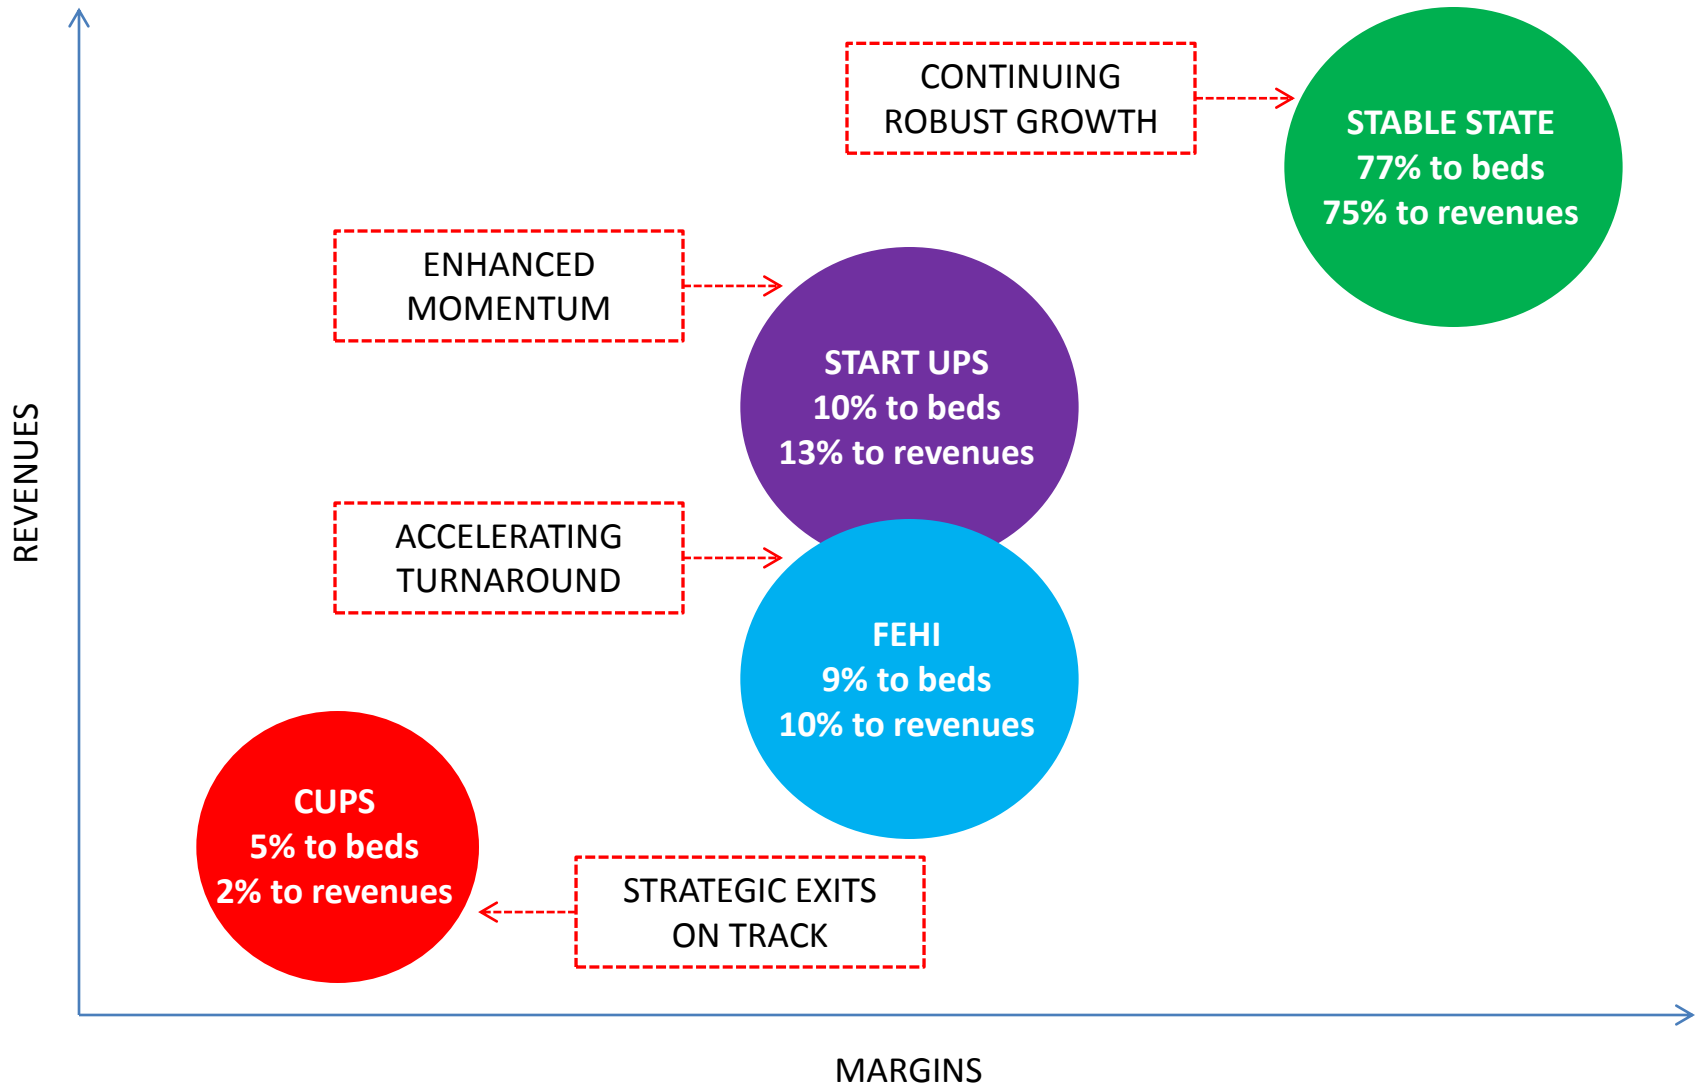 CONTINUING
ROBUST GROWTH
STABLE STATE
77% to beds
75% to revenues
ENHANCED
MOMENTUM
START UPS
10% to beds
13% to revenues
ACCELERATING
TURNAROUND
FEHI
9% to beds
10% to revenues
CUPS
5% to beds
2% to revenues
STRATEGIC EXITS
ON TRACK
REVENUES
MARGINS